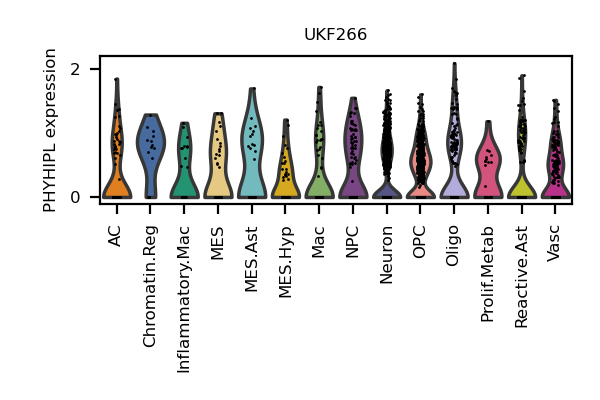 UKF266
PHYHIPL expression
2
0
AC
Chromatin.Reg
Inflammatory.Mac
MES
MES.Ast
MES.Hyp
Mac
NPC
Neuron
OPC
Oligo
Prolif.Metab
Reactive.Ast
Vasc